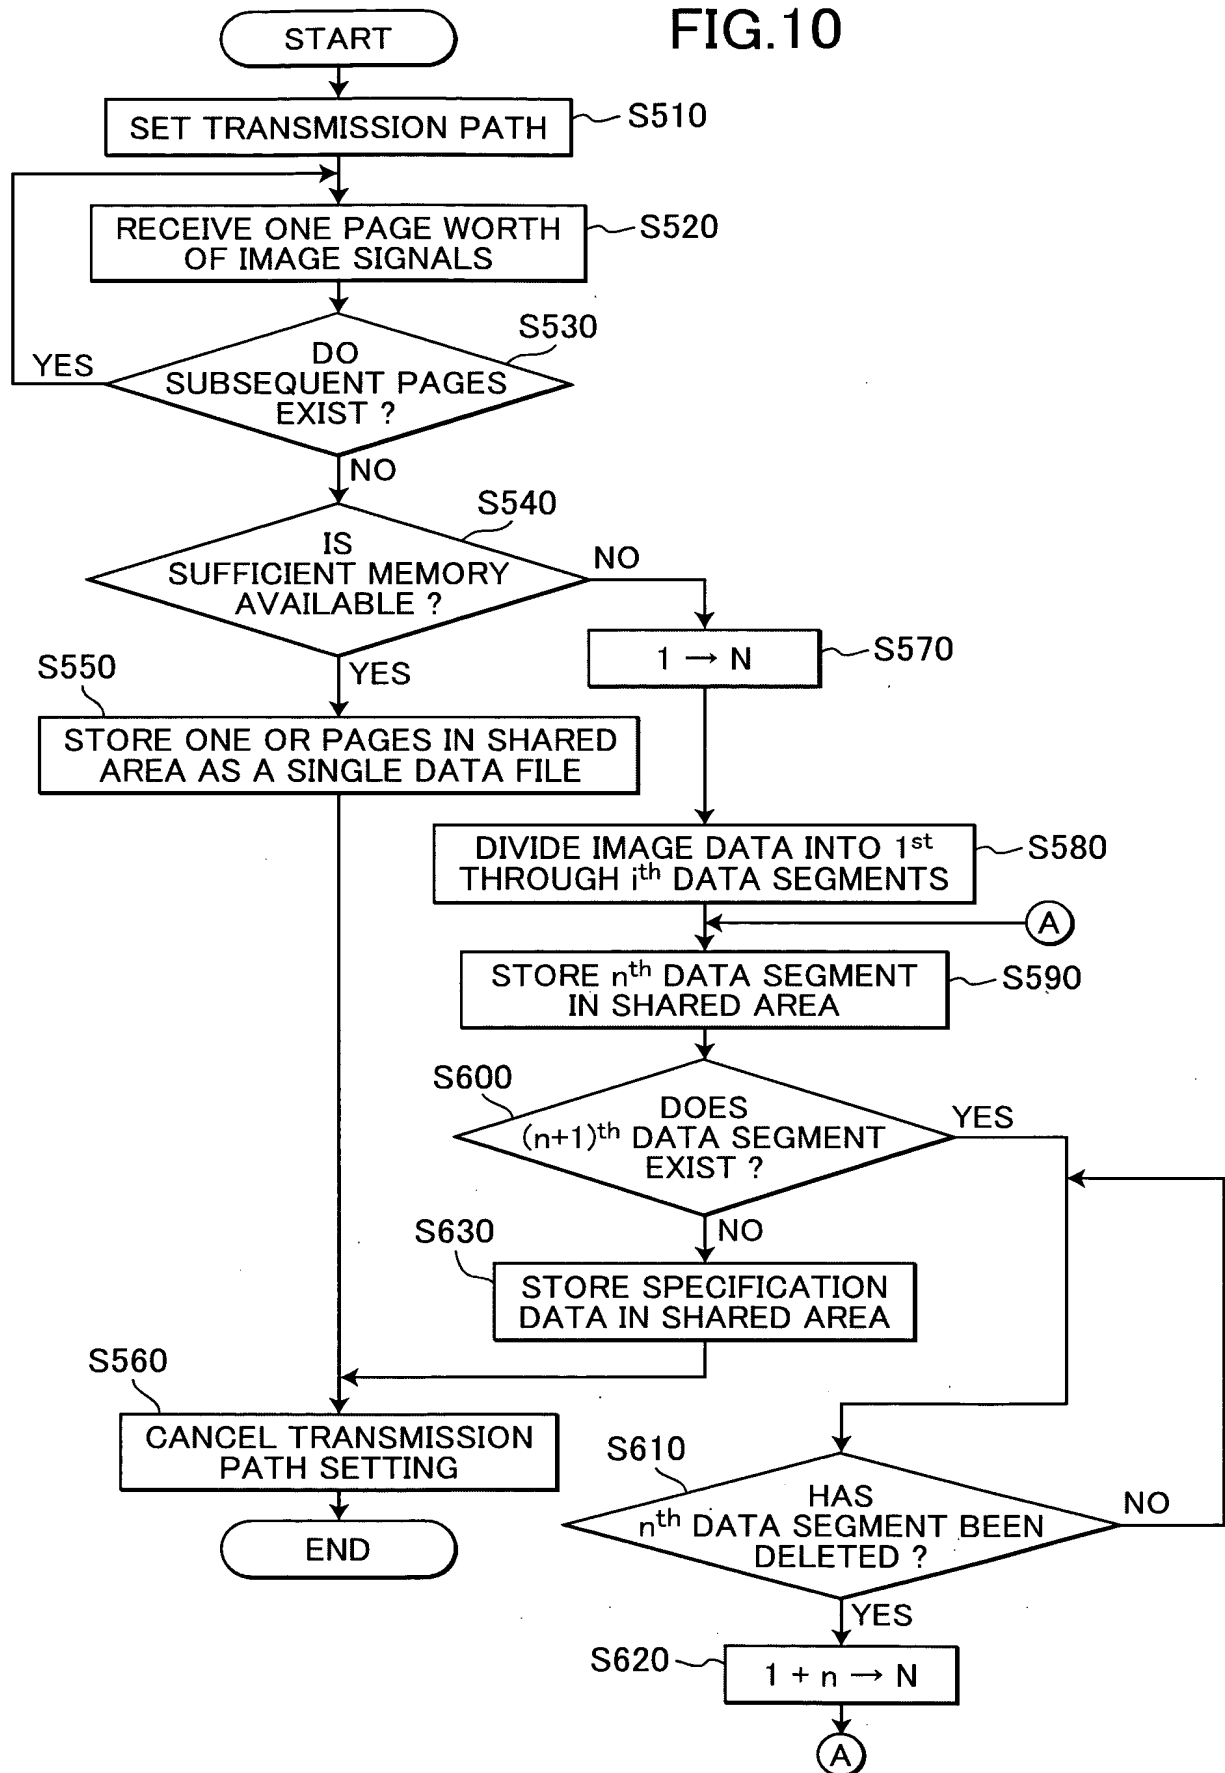 FIG.10
START
SET TRANSMISSION PATH
S510
RECEIVE ONE PAGE WORTH
OF IMAGE SIGNALS
S520
S530
DO
SUBSEQUENT PAGES
EXIST ?
YES
NO
S540
IS
SUFFICIENT MEMORY
AVAILABLE ?
NO
YES
S550
STORE ONE OR PAGES IN SHARED
AREA AS A SINGLE DATA FILE
1 → N
S570
DIVIDE IMAGE DATA INTO 1st
THROUGH ith DATA SEGMENTS
S580
A
STORE nth DATA SEGMENT
IN SHARED AREA
S590
S600
DOES
(n+1)th DATA SEGMENT
EXIST ?
YES
NO
S630
STORE SPECIFICATION
DATA IN SHARED AREA
S560
CANCEL TRANSMISSION
PATH SETTING
END
S610
HAS
nth DATA SEGMENT BEEN
DELETED ?
NO
YES
S620
1 + n → N
A